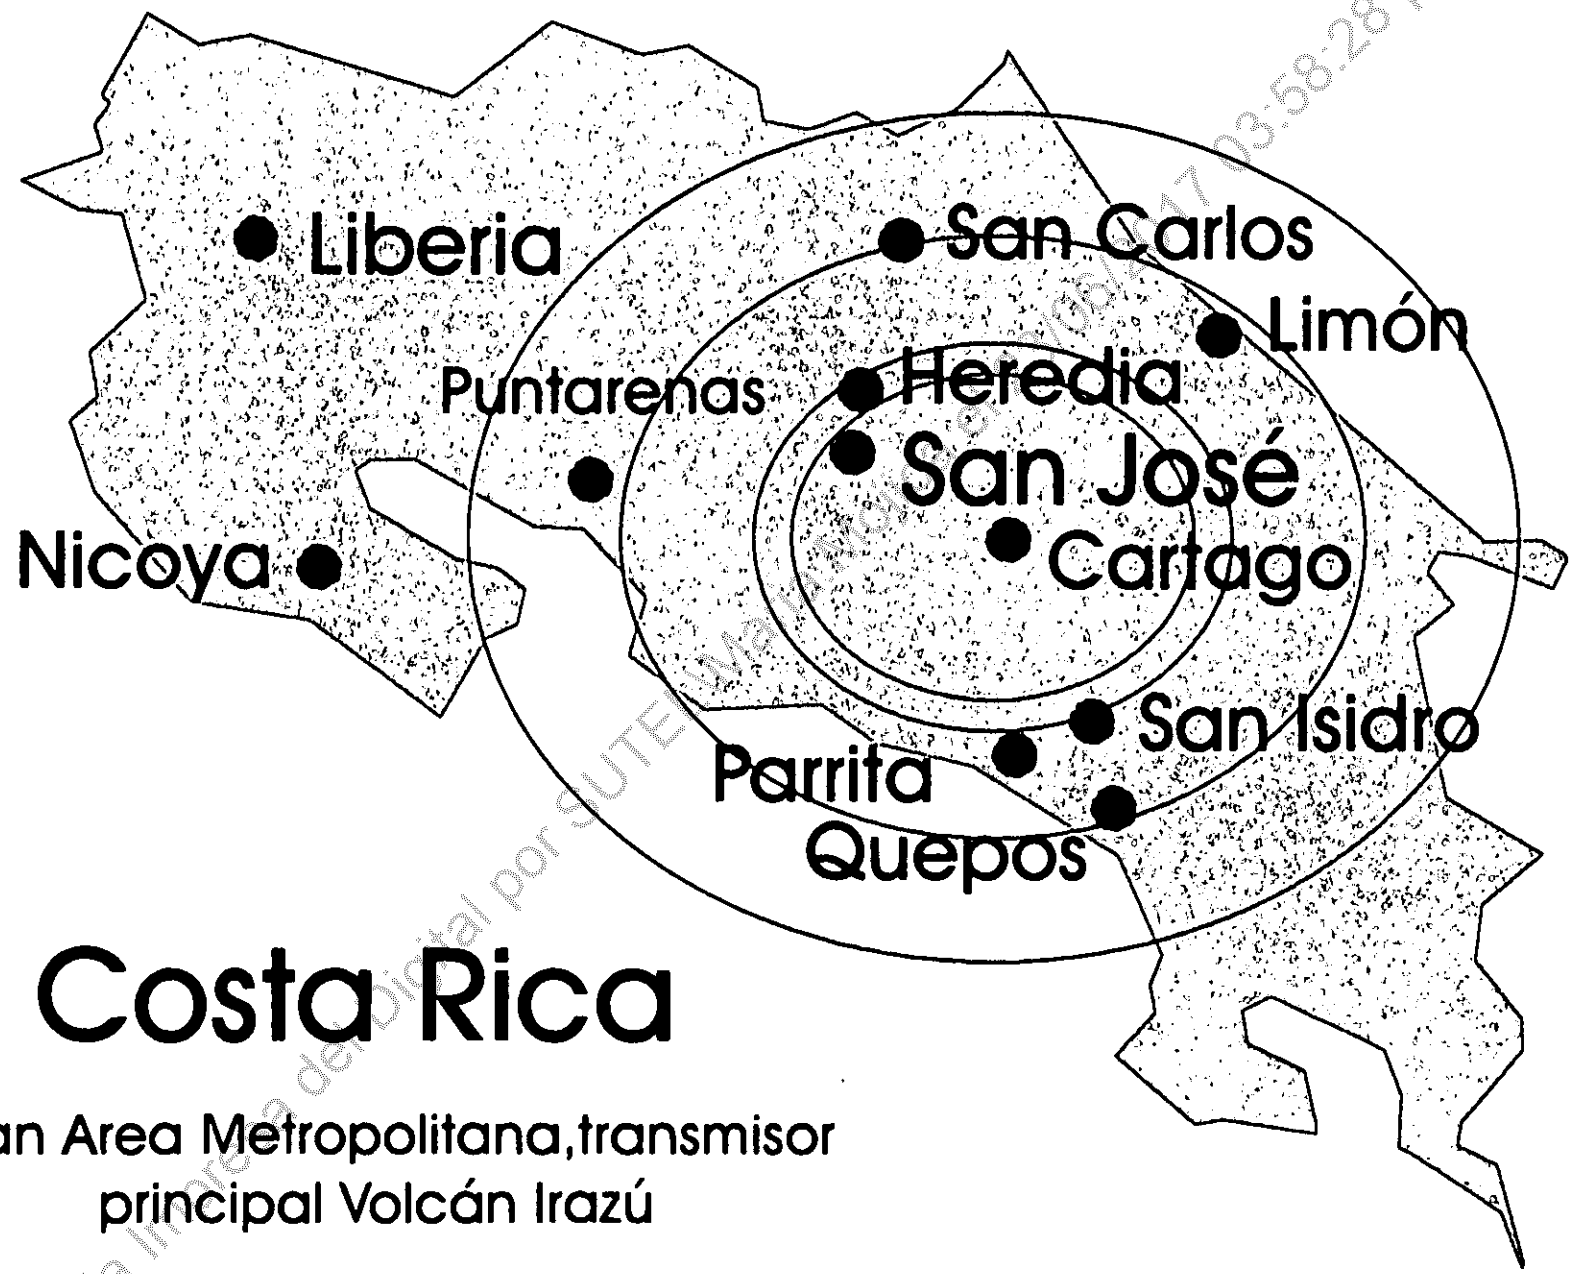 San Carlos
Liberia
Limón
Puntarenas
Heredia
San José
Nicoya
Cartago
San Isidro
Parrita
Quepos
Costa Rica
an Area Metropolitana,transmisor
principal Volcán Irazú